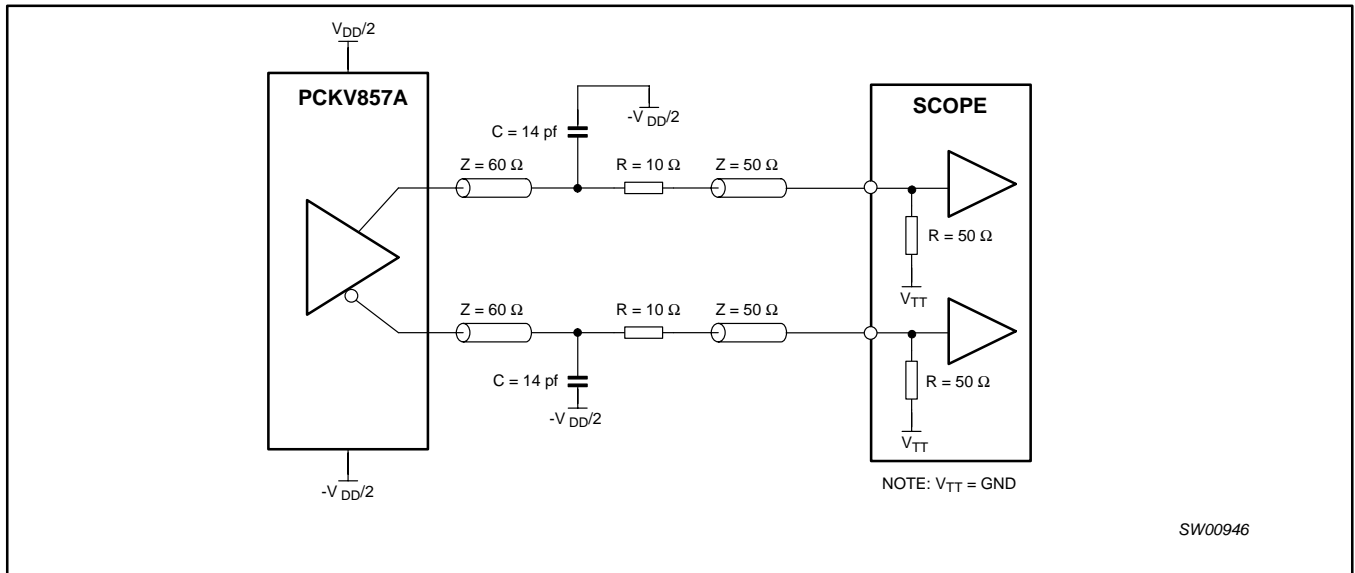 VDD/2
PCKV857A
SCOPE
-VDD/2
C = 14 pf
Z = 60 Ω
R = 10 Ω
Z = 50 Ω
R = 50 Ω
VTT
Z = 60 Ω
R = 10 Ω
Z = 50 Ω
C = 14 pf
-VDD/2
R = 50 Ω
VTT
-VDD/2
NOTE: VTT = GND
SW00946